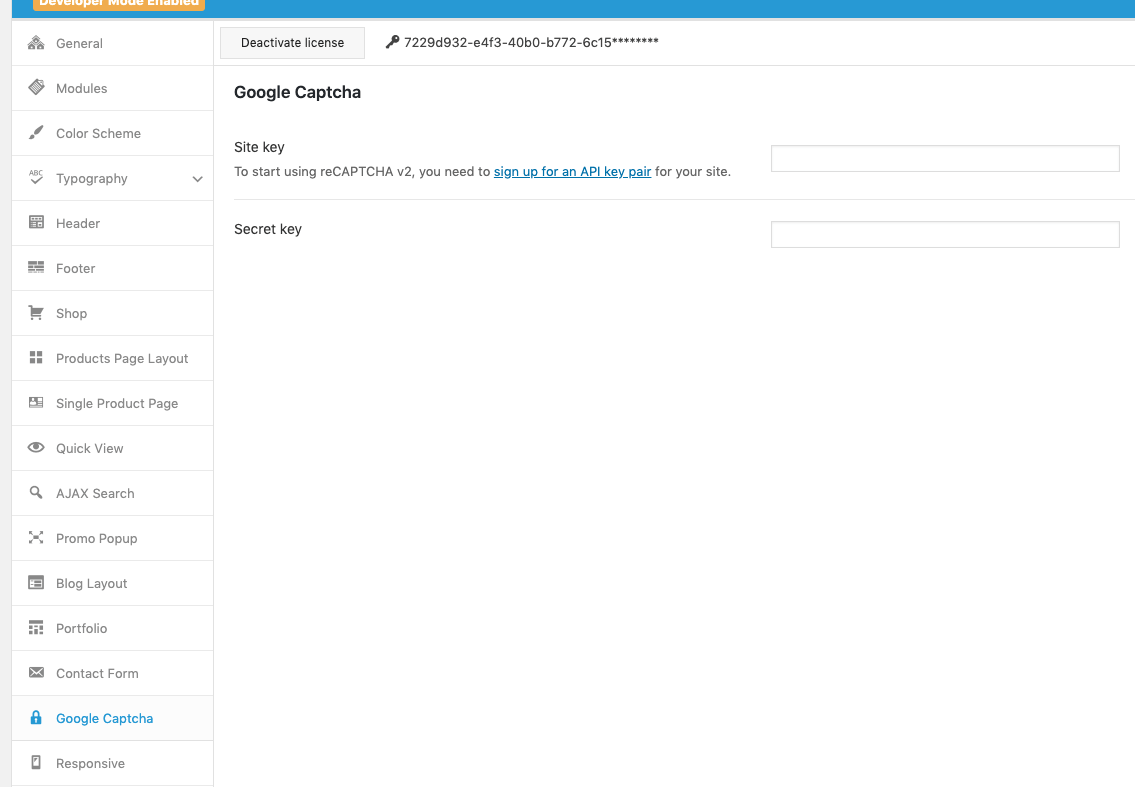 Developer Mode Enabled
General
Modules
Color Scheme
ABC
Typography
Header
Footer
Shop
Products Page Layout
Single Product Page
Quick View
AJAX Search
Promo Popup
Blog Layout
Portfolio
Contact Form
Google Captcha
Responsive
Deactivate license
7229d932-e4f3-40b0-b772-6c15********
Google Captcha
Site key
To start using reCAPTCHA v2, you need to sign up for an API key pair for your site.
Secret key